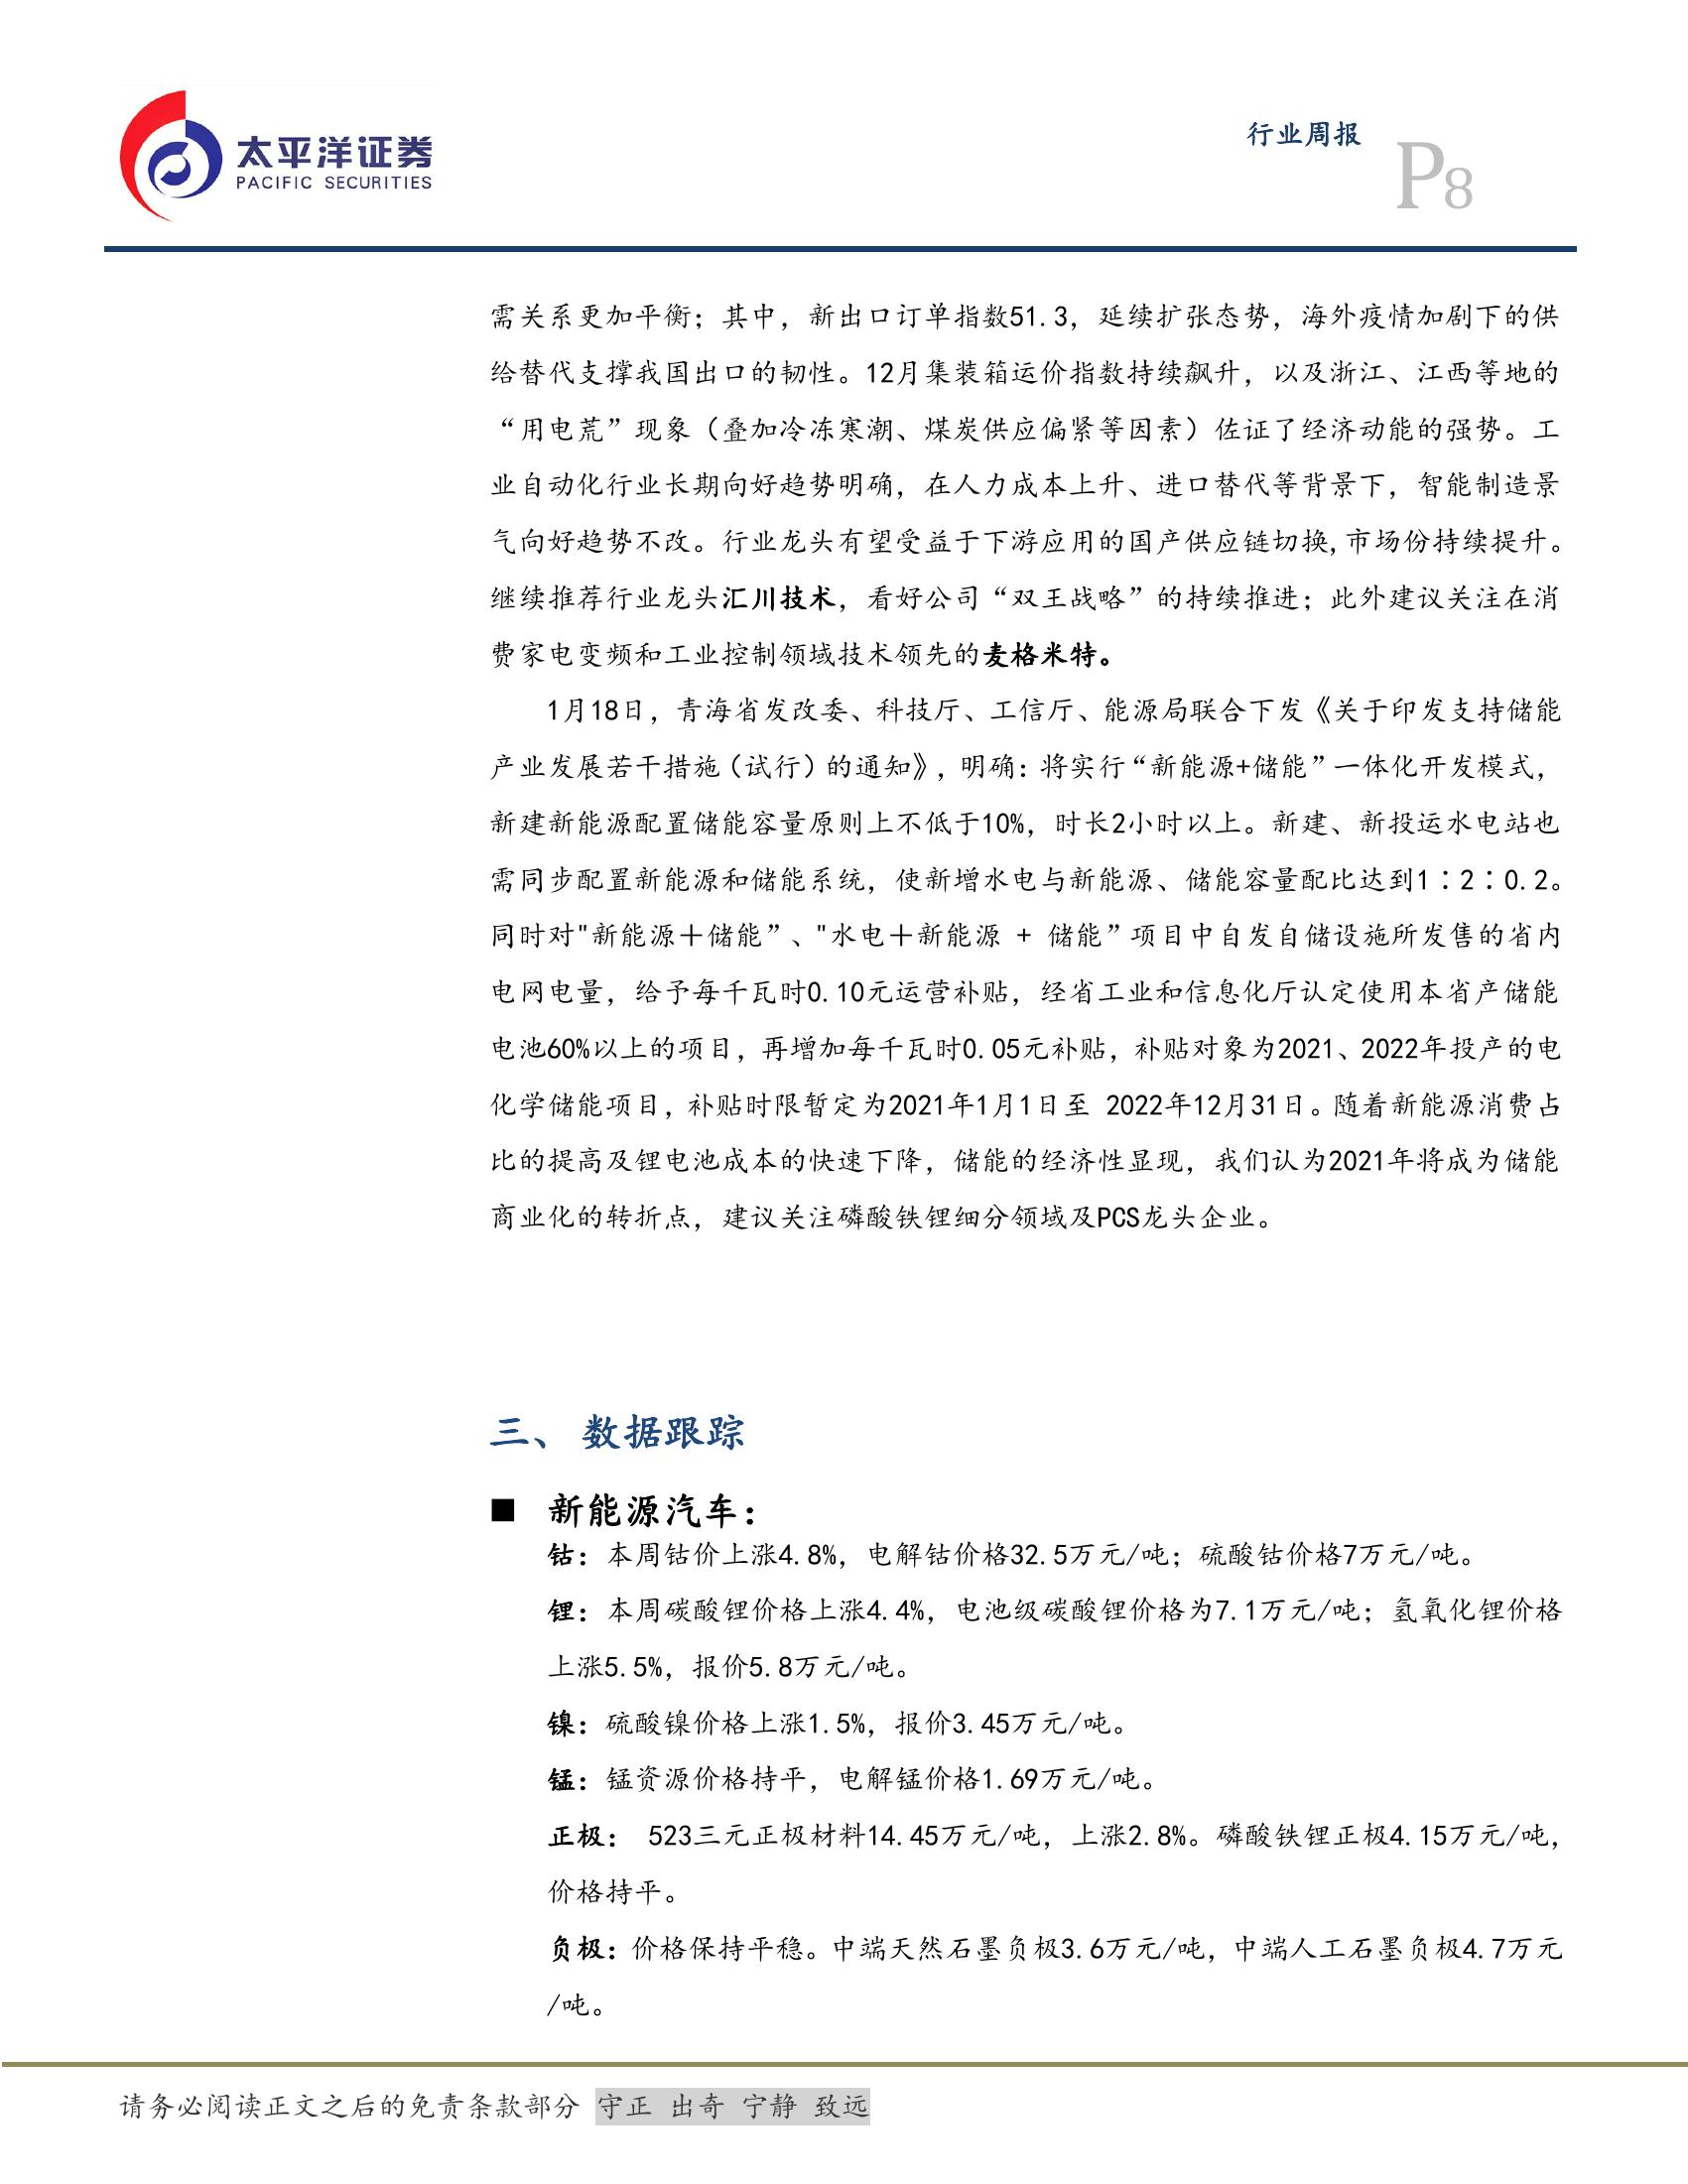 太平洋证券
PACIFIC SECURITIES
行业周报
P8
需关系更加平衡；其中，新出口订单指数51.3，延续扩张态势，海外疫情加剧下的供
给替代支撑我国出口的韧性。12月集装箱运价指数持续飙升，以及浙江、江西等地的
“用电荒”现象（叠加冷冻寒潮、煤炭供应偏紧等因素）佐证了经济动能的强势。工
业自动化行业长期向好趋势明确，在人力成本上升、进口替代等背景下，智能制造景
气向好趋势不改。行业龙头有望受益于下游应用的国产供应链切换,市场份持续提升。
继续推荐行业龙头汇川技术，看好公司“双王战略”的持续推进；此外建议关注在消
费家电变频和工业控制领域技术领先的麦格米特。
1月18日，青海省发改委、科技厅、工信厅、能源局联合下发《关于印发支持储能
产业发展若干措施（试行）的通知》，明确：将实行“新能源+储能”一体化开发模式，
新建新能源配置储能容量原则上不低于10%，时长2小时以上。新建、新投运水电站也
需同步配置新能源和储能系统，使新增水电与新能源、储能容量配比达到1∶2∶0.2。
同时对"新能源＋储能”、"水电＋新能源 + 储能”项目中自发自储设施所发售的省内
电网电量，给予每千瓦时0.10元运营补贴，经省工业和信息化厅认定使用本省产储能
电池60%以上的项目，再增加每千瓦时0.05元补贴，补贴对象为2021、2022年投产的电
化学储能项目，补贴时限暂定为2021年1月1日至 2022年12月31日。随着新能源消费占
比的提高及锂电池成本的快速下降，储能的经济性显现，我们认为2021年将成为储能
商业化的转折点，建议关注磷酸铁锂细分领域及PCS龙头企业。
三、 数据跟踪
■ 新能源汽车：
钴：本周钴价上涨4.8%，电解钴价格32.5万元/吨；硫酸钴价格7万元/吨。
锂：本周碳酸锂价格上涨4.4%，电池级碳酸锂价格为7.1万元/吨；氢氧化锂价格
上涨5.5%，报价5.8万元/吨。
镍：硫酸镍价格上涨1.5%，报价3.45万元/吨。
锰：锰资源价格持平，电解锰价格1.69万元/吨。
正极： 523三元正极材料14.45万元/吨，上涨2.8%。磷酸铁锂正极4.15万元/吨，
价格持平。
负极：价格保持平稳。中端天然石墨负极3.6万元/吨，中端人工石墨负极4.7万元
/吨。
请务必阅读正文之后的免责条款部分 守正 出奇 宁静 致远